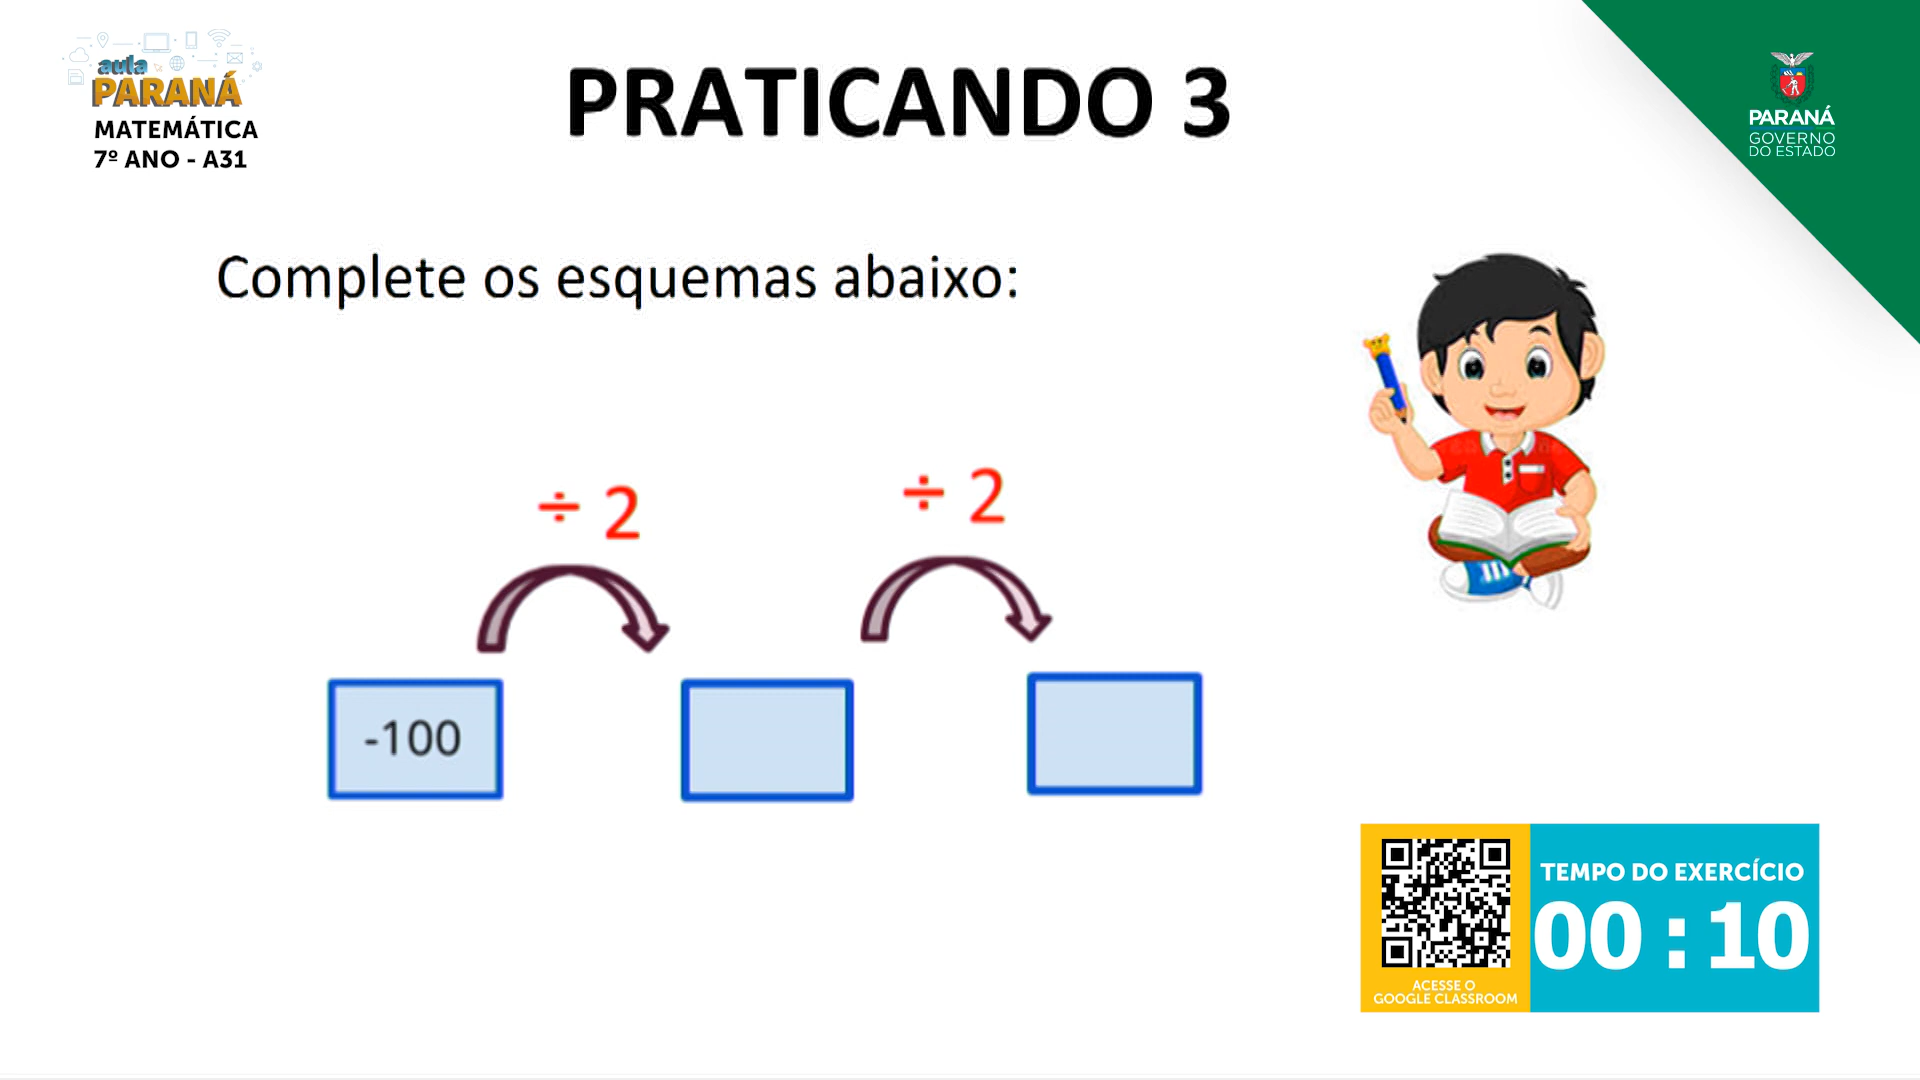 aula
PARANÁ
MATEMÁTICA
7º ANO - A31
PRATICANDO 3
PARANÁ
GOVERNO
DO ESTADO
Complete os esquemas abaixo:
÷ 2
÷ 2
-100
TEMPO DO EXERCÍCIO
00 : 10
ACESSE O
GOOGLE CLASSROOM